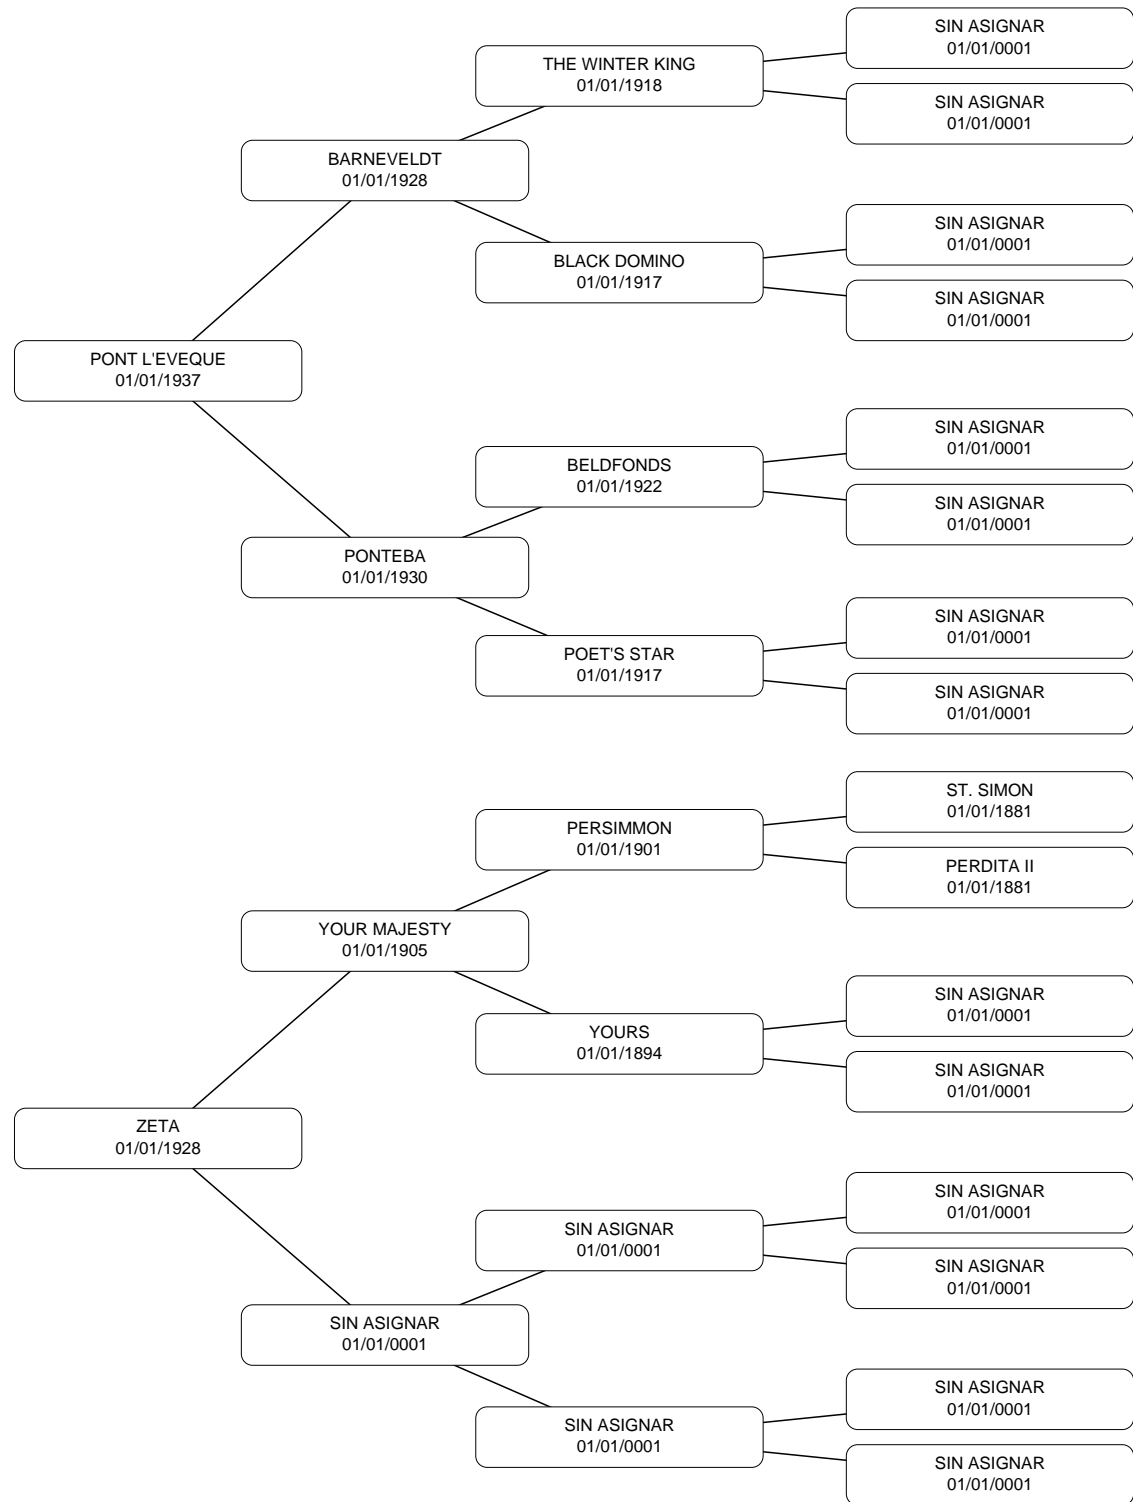 SIN ASIGNAR
01/01/0001
THE WINTER KING
01/01/1918
SIN ASIGNAR
01/01/0001
BARNEVELDT
01/01/1928
SIN ASIGNAR
01/01/0001
BLACK DOMINO
01/01/1917
SIN ASIGNAR
01/01/0001
PONT L'EVEQUE
01/01/1937
SIN ASIGNAR
01/01/0001
BELDFONDS
01/01/1922
SIN ASIGNAR
01/01/0001
PONTEBA
01/01/1930
SIN ASIGNAR
01/01/0001
POET'S STAR
01/01/1917
SIN ASIGNAR
01/01/0001
ST. SIMON
01/01/1881
PERSIMMON
01/01/1901
PERDITA II
01/01/1881
YOUR MAJESTY
01/01/1905
SIN ASIGNAR
01/01/0001
YOURS
01/01/1894
SIN ASIGNAR
01/01/0001
ZETA
01/01/1928
SIN ASIGNAR
01/01/0001
SIN ASIGNAR
01/01/0001
SIN ASIGNAR
01/01/0001
SIN ASIGNAR
01/01/0001
SIN ASIGNAR
01/01/0001
SIN ASIGNAR
01/01/0001
SIN ASIGNAR
01/01/0001